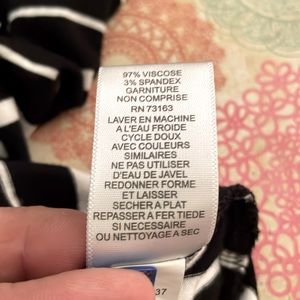 97% VISCOSE
3% SPANDEX
GARNITURE
NON COMPRISE
RN 73163
LAVER EN MACHINE
A L'EAU FROIDE
CYCLE DOUX
AVEC COULEURS
SIMILAIRES
NE PAS UTILISER
D'EAU DE JAVEL
REDONNER FORME
ET LAISSER
SECHER A PLAT
REPASSER A FER TIEDE
SI NECESSAIRE
OU NETTOYAGE A SEC
37